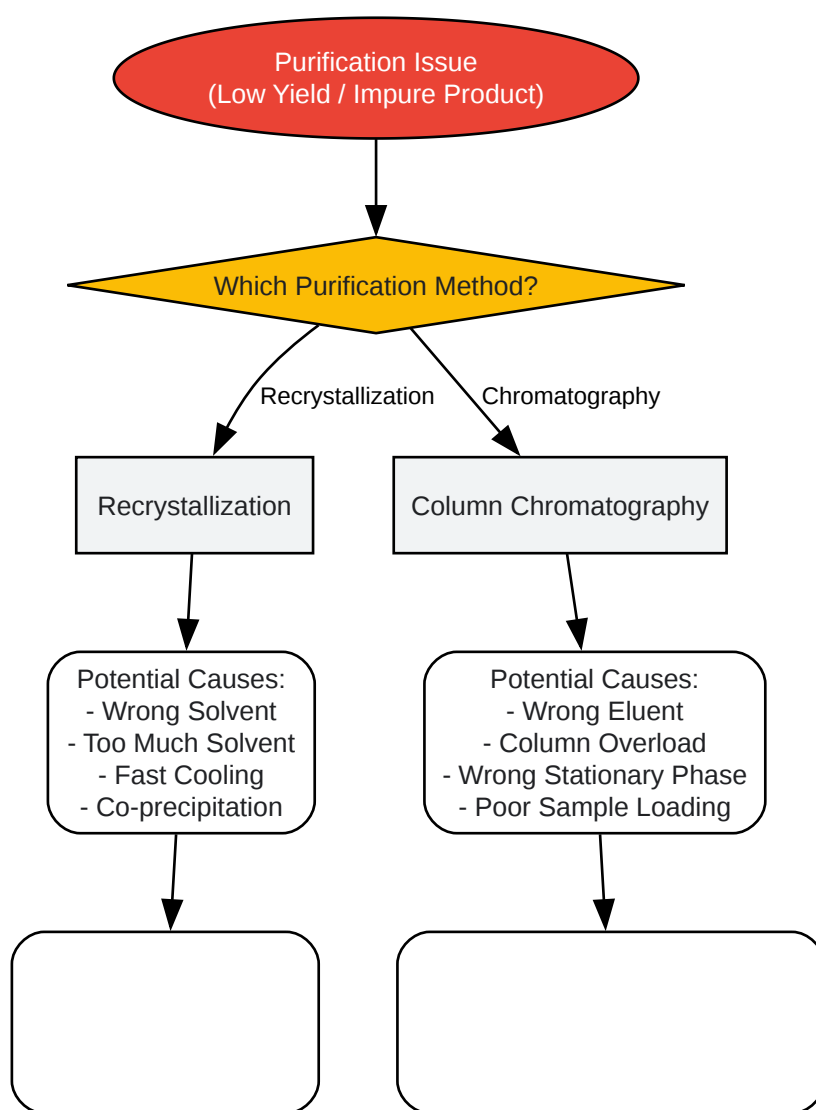 Purification Issue
(Low Yield / Impure Product)
Which Purification Method?
Recrystallization
Chromatography
Recrystallization
Column Chromatography
Potential Causes:
- Wrong Solvent
- Too Much Solvent
- Fast Cooling
- Co-precipitation
Potential Causes:
- Wrong Eluent
- Column Overload
- Wrong Stationary Phase
- Poor Sample Loading